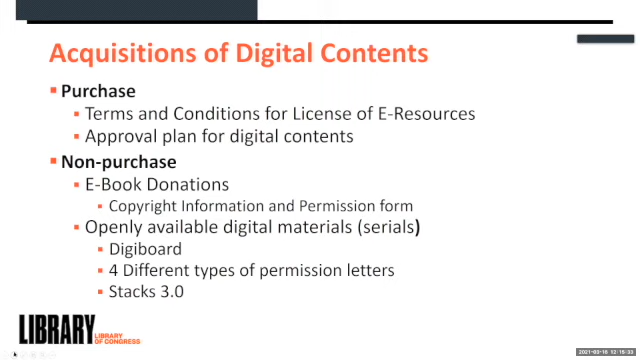 Acquisitions of Digital Contents
Purchase
Terms and Conditions for License of E-Resources
Approval plan for digital contents
Non-purchase
E-Book Donations
Copyright Information and Permission form
Openly available digital materials (serials)
Digiboard
4 Different types of permission letters
Stacks 3.0
LIBRARY LIBRARY
OF CONGRESS
2021-03-16 12:15:33